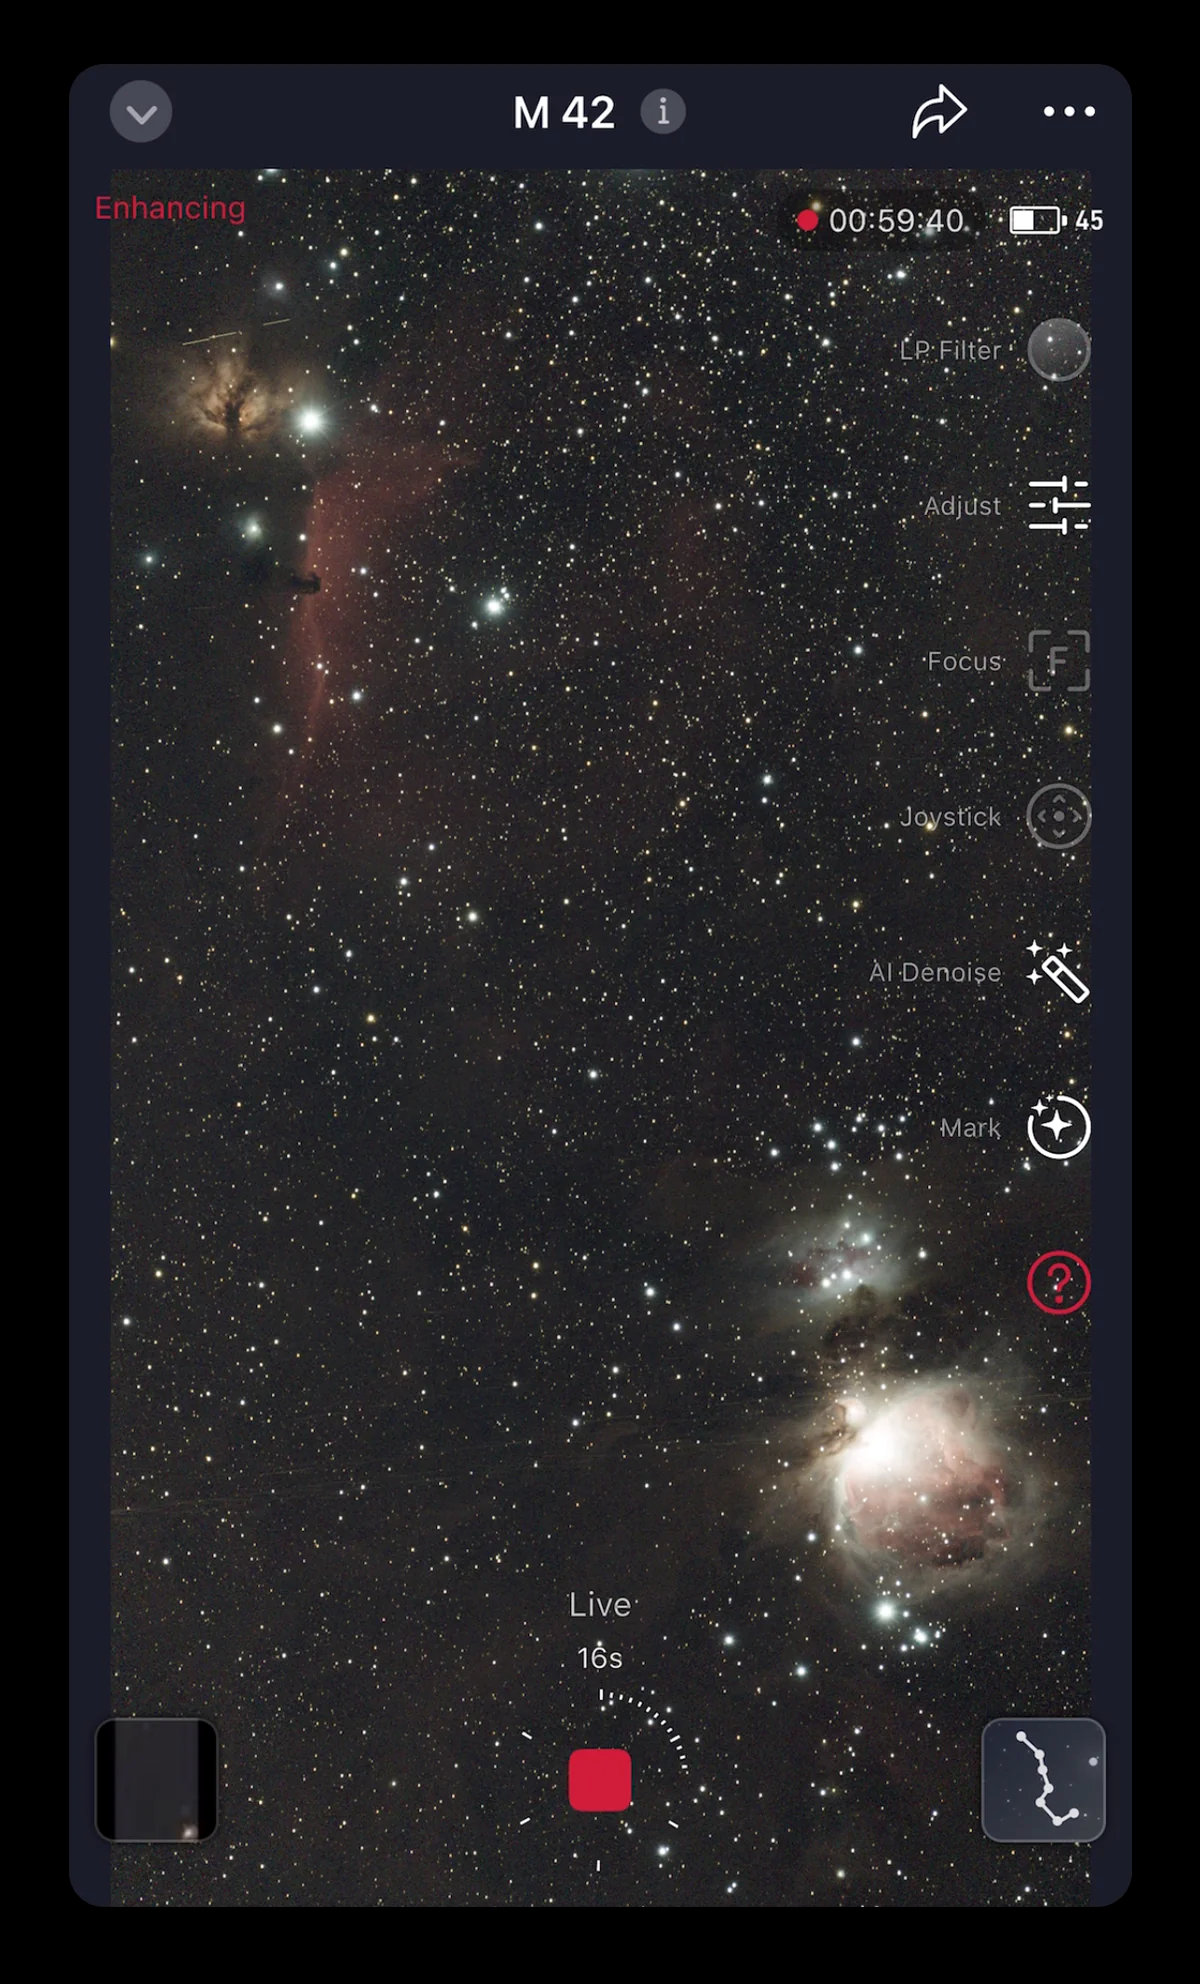 M 42
Enhancing
00:59:40
45
LP Filter
Adjust
Focus
F
Joystick
AI Denoise
Mark
?
Live
16s